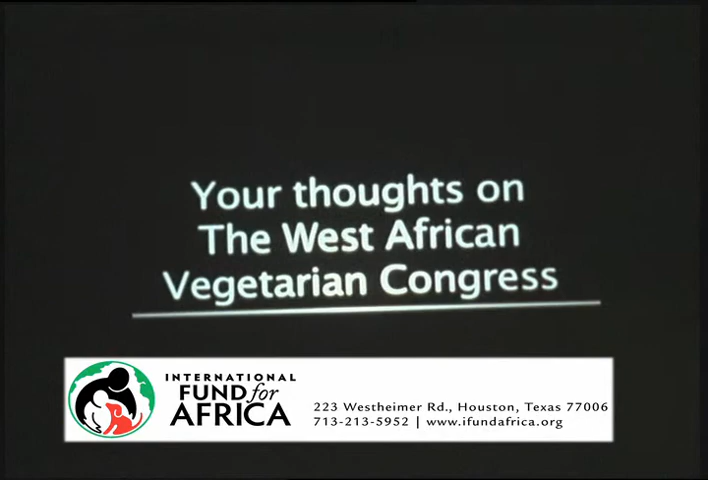 Your thoughts on
The West African
Vegetarian Congress
INTERNATIONAL
FUND for
AFRICA
223 Westheimer Rd., Houston, Texas 77006
713-213-5952 | www.ifundafrica.org